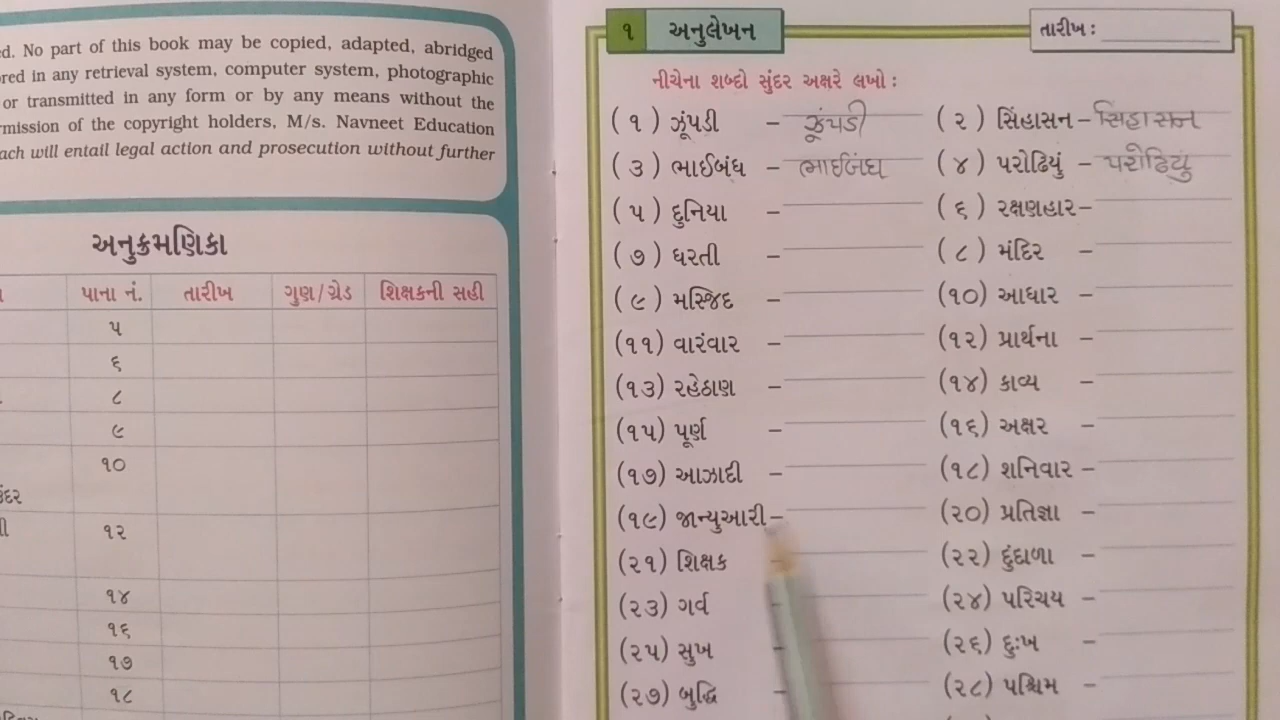 ed. No part of this book may be copied, adapted, abridged
red in any retrieval system, computer system, photographic
or transmitted in any form or by any means without the
rmission of the copyright holders, M/s. Navneet Education
ach will entail legal action and prosecution without further
અનુક્રમણિકા
પાના નં. તારીખ ગુણ/ગ્રેડ શિક્ષકની સહી
૫
૬
૮
૯
૧૦
૧૨
૧૪
૧૬
૧૭
૧૮
૧ અનુલેખન તારીખ :
નીચેના શબ્દો સુંદર અક્ષરે લખો :
(૧) ઝૂંપડી - ઝૂંપડી (૨) સિંહાસન - સિંહાસન
(૩) ભાઈબંધ - ભાઈબંધ (૪) પરોઢિયું - પરોઢિયું
(૫) દુનિયા - (૬) રક્ષણહાર -
(૭) ધરતી - (૮) મંદિર -
(૯) મસ્જિદ - (૧૦) આધાર -
(૧૧) વારંવાર - (૧૨) પ્રાર્થના -
(૧૩) રહેઠાણ - (૧૪) કાવ્ય -
(૧૫) પૂર્ણ - (૧૬) અક્ષર -
(૧૭) આઝાદી - (૧૮) શનિવાર -
(૧૯) જાન્યુઆરી - (૨૦) પ્રતિજ્ઞા -
(૨૧) શિક્ષક - (૨૨) દુંદાળા -
(૨૩) ગર્વ - (૨૪) પરિચય -
(૨૫) સુખ - (૨૬) દુઃખ -
(૨૭) બુદ્ધિ - (૨૮) પશ્ચિમ -